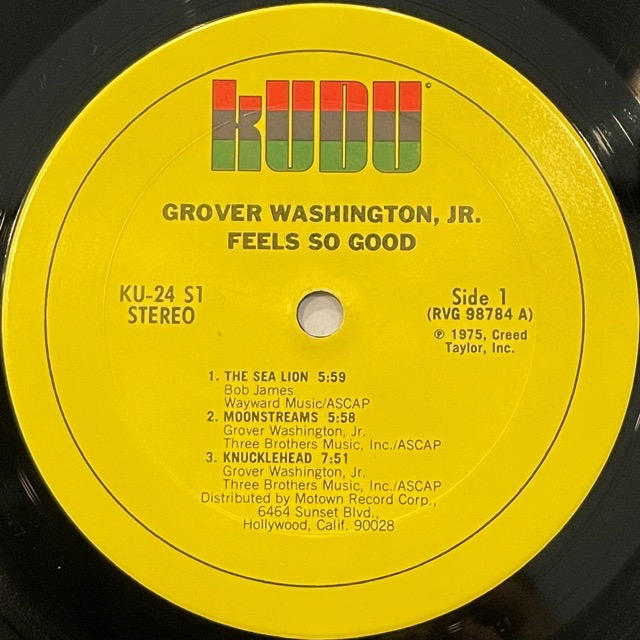 kUDU
GROVER WASHINGTON, JR.
FEELS SO GOOD
KU-24 S1
STEREO
Side 1
(RVG 98784 A)
℗ 1975, Creed
Taylor, Inc.
1. THE SEA LION 5:59
Bob James
Wayward Music/ASCAP
2. MOONSTREAMS 5:58
Grover Washington, Jr.
Three Brothers Music, Inc./ASCAP
3. KNUCKLEHEAD 7:51
Grover Washington, Jr.
Three Brothers Music, Inc./ASCAP
Distributed by Motown Record Corp.,
6464 Sunset Blvd.,
Hollywood, Calif. 90028